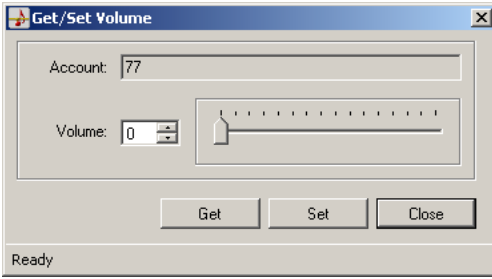 Get/Set Volume
Account: 77
Volume: 0
Get Set Close
Ready